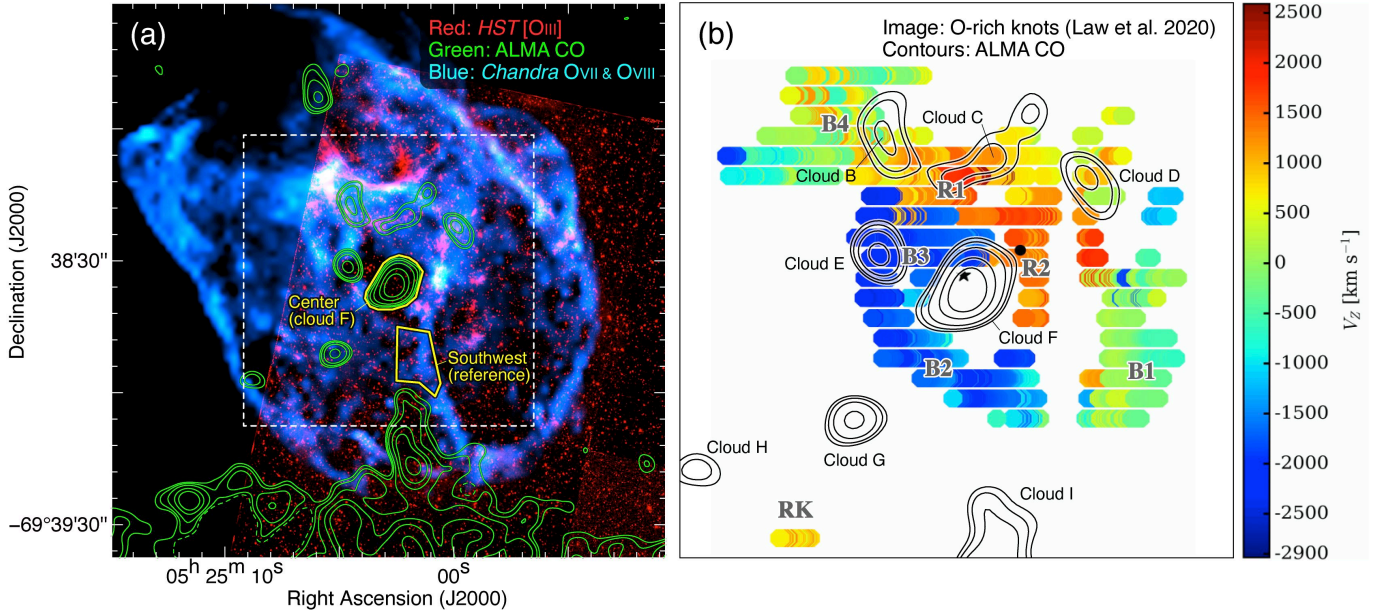 (a)
Red: HST [OIII]
Green: ALMA CO
Blue: Chandra OVII & OVIII
Center
(cloud F)
Southwest
(reference)
Declination (J2000)
38'30"
−69°39'30"
05h 25m 10s
00s
Right Ascension (J2000)
(b)
Image: O-rich knots (Law et al. 2020)
Contours: ALMA CO
B4
Cloud C
Cloud B
R1
Cloud D
Cloud E
B3
R2
Cloud F
B2
B1
Cloud G
Cloud H
Cloud I
RK
2500
2000
1500
1000
500
0
-500
-1000
-1500
-2000
-2500
-2900
VZ [km s−1]